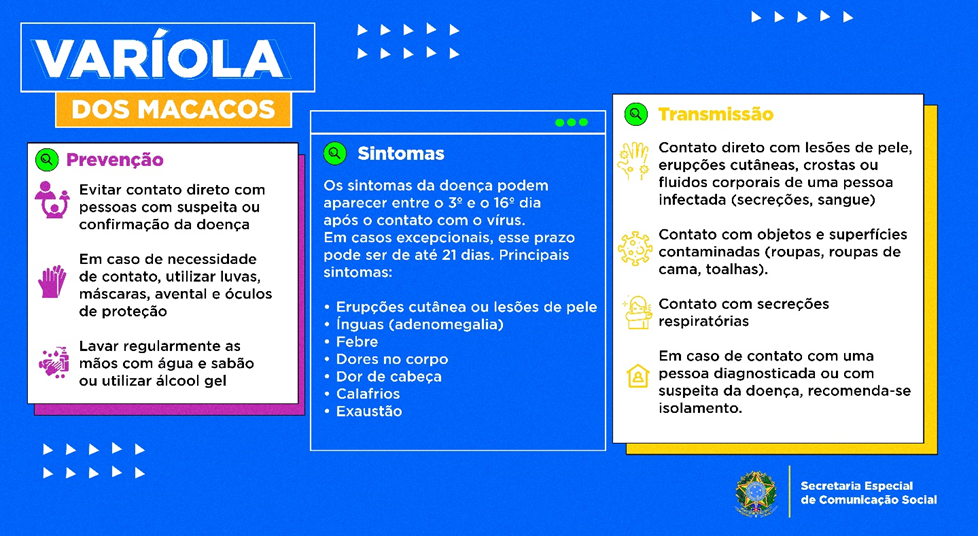 VARÍOLA
DOS MACACOS
Prevenção
Evitar contato direto com
pessoas com suspeita ou
confirmação da doença
Em caso de necessidade
de contato, utilizar luvas,
máscaras, avental e óculos
de proteção
Lavar regularmente as
mãos com água e sabão
ou utilizar álcool gel
Sintomas
Os sintomas da doença podem
aparecer entre o 3º e o 16º dia
após o contato com o vírus.
Em casos excepcionais, esse prazo
pode ser de até 21 dias. Principais
sintomas:
• Erupções cutânea ou lesões de pele
• Ínguas (adenomegalia)
• Febre
• Dores no corpo
• Dor de cabeça
• Calafrios
• Exaustão
Transmissão
Contato direto com lesões de pele,
erupções cutâneas, crostas ou
fluidos corporais de uma pessoa
infectada (secreções, sangue)
Contato com objetos e superfícies
contaminadas (roupas, roupas de
cama, toalhas).
Contato com secreções
respiratórias
Em caso de contato com uma
pessoa diagnosticada ou com
suspeita da doença, recomenda-se
isolamento.
Secretaria Especial
de Comunicação Social